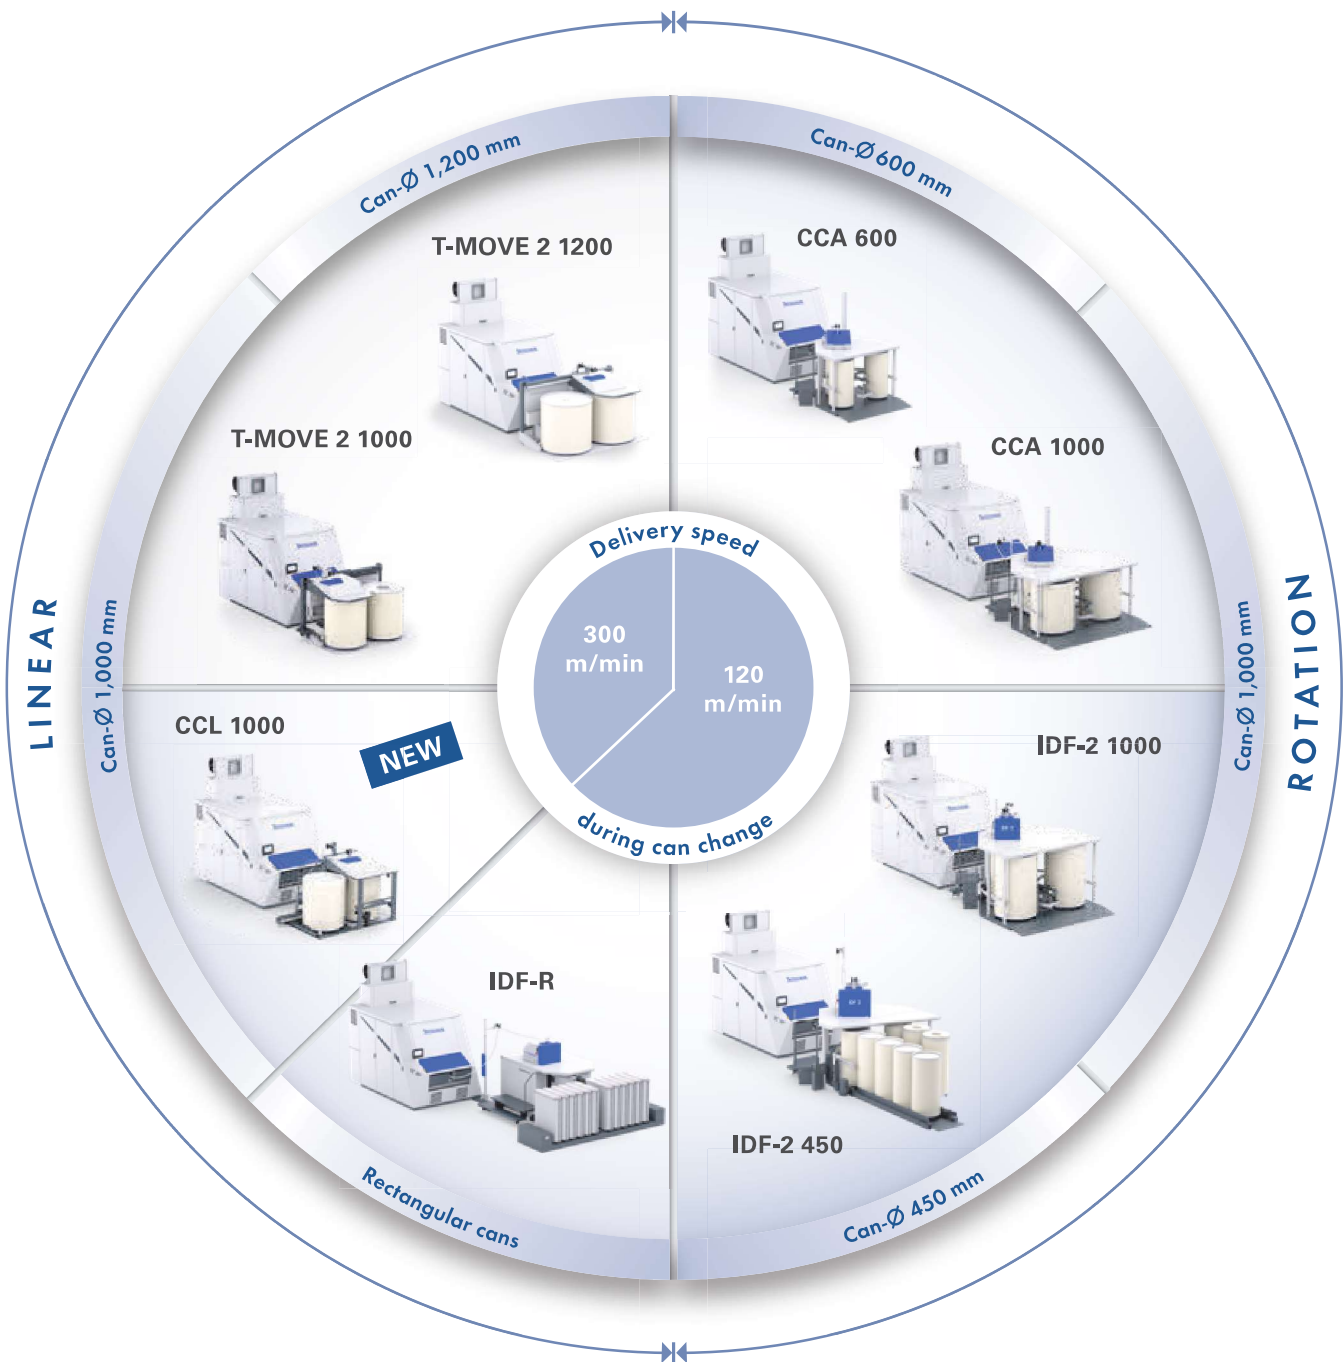 Can-Ø 1,200 mm
Can-Ø 600 mm
T-MOVE 2 1200
CCA 600
T-MOVE 2 1000
CCA 1000
Delivery speed
300
m/min
120
m/min
during can change
LINEAR
ROTATION
Can-Ø 1,000 mm
Can-Ø 1,000 mm
CCL 1000
NEW
IDF-2 1000
IDF-R
IDF-2 450
Rectangular cans
Can-Ø 450 mm